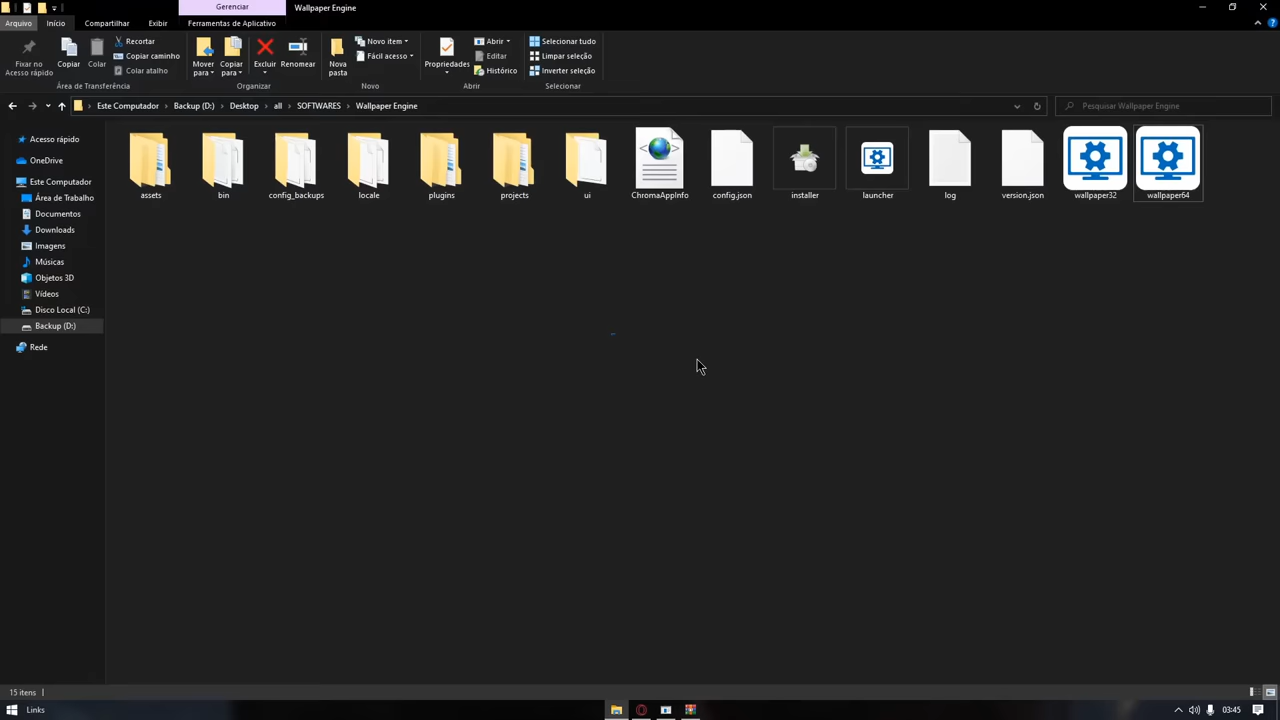 Gerenciar
Wallpaper Engine
Arquivo
Início
Compartilhar
Exibir
Ferramentas de Aplicativo
Fixar no
Acesso rápido
Copiar
Colar
Recortar
Copiar caminho
Colar atalho
Área de Transferência
Mover
para
Copiar
para
Excluir
Renomear
Organizar
Nova
pasta
Novo item
Fácil acesso
Novo
Propriedades
Abrir
Editar
Histórico
Abrir
Selecionar tudo
Limpar seleção
Inverter seleção
Selecionar
Este Computador > Backup (D:) > Desktop > all > SOFTWARES > Wallpaper Engine
Pesquisar Wallpaper Engine
Acesso rápido
OneDrive
Este Computador
Área de Trabalho
Documentos
Downloads
Imagens
Músicas
Objetos 3D
Vídeos
Disco Local (C:)
Backup (D:)
Rede
assets
bin
config_backups
locale
plugins
projects
ui
ChromaAppInfo
config.json
installer
launcher
log
version.json
wallpaper32
wallpaper64
15 itens
Links
03:45